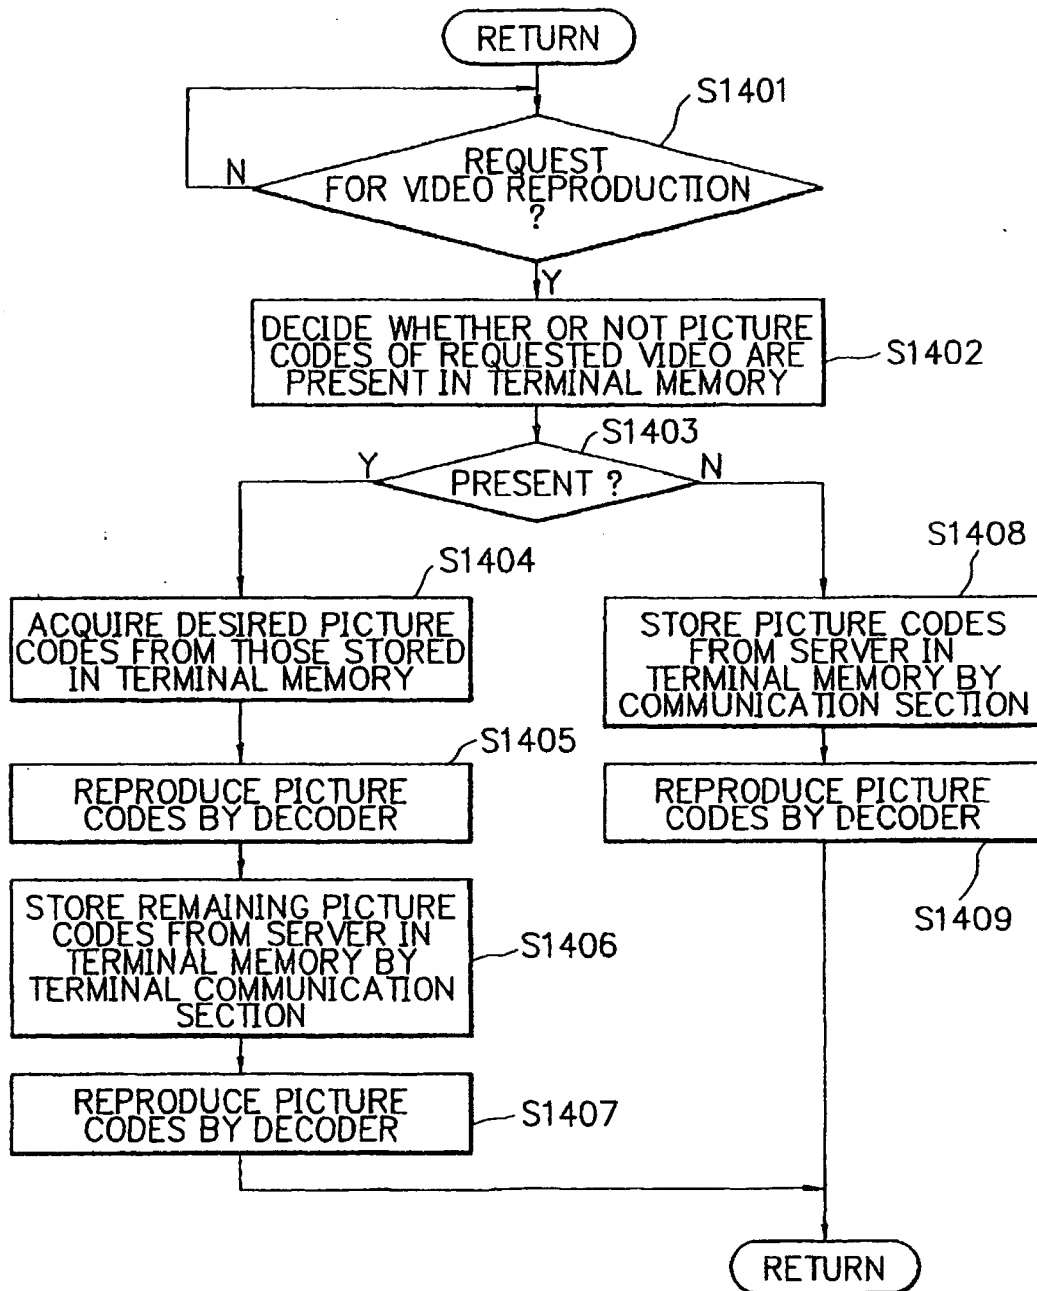 RETURN
S1401
REQUEST
FOR VIDEO REPRODUCTION
?
N
Y
DECIDE WHETHER OR NOT PICTURE
CODES OF REQUESTED VIDEO ARE
PRESENT IN TERMINAL MEMORY
S1402
S1403
Y
PRESENT ?
N
S1404
ACQUIRE DESIRED PICTURE
CODES FROM THOSE STORED
IN TERMINAL MEMORY
S1405
REPRODUCE PICTURE
CODES BY DECODER
STORE REMAINING PICTURE
CODES FROM SERVER IN
TERMINAL MEMORY BY
TERMINAL COMMUNICATION
SECTION
S1406
REPRODUCE PICTURE
CODES BY DECODER
S1407
S1408
STORE PICTURE CODES
FROM SERVER IN
TERMINAL MEMORY BY
COMMUNICATION SECTION
REPRODUCE PICTURE
CODES BY DECODER
S1409
RETURN